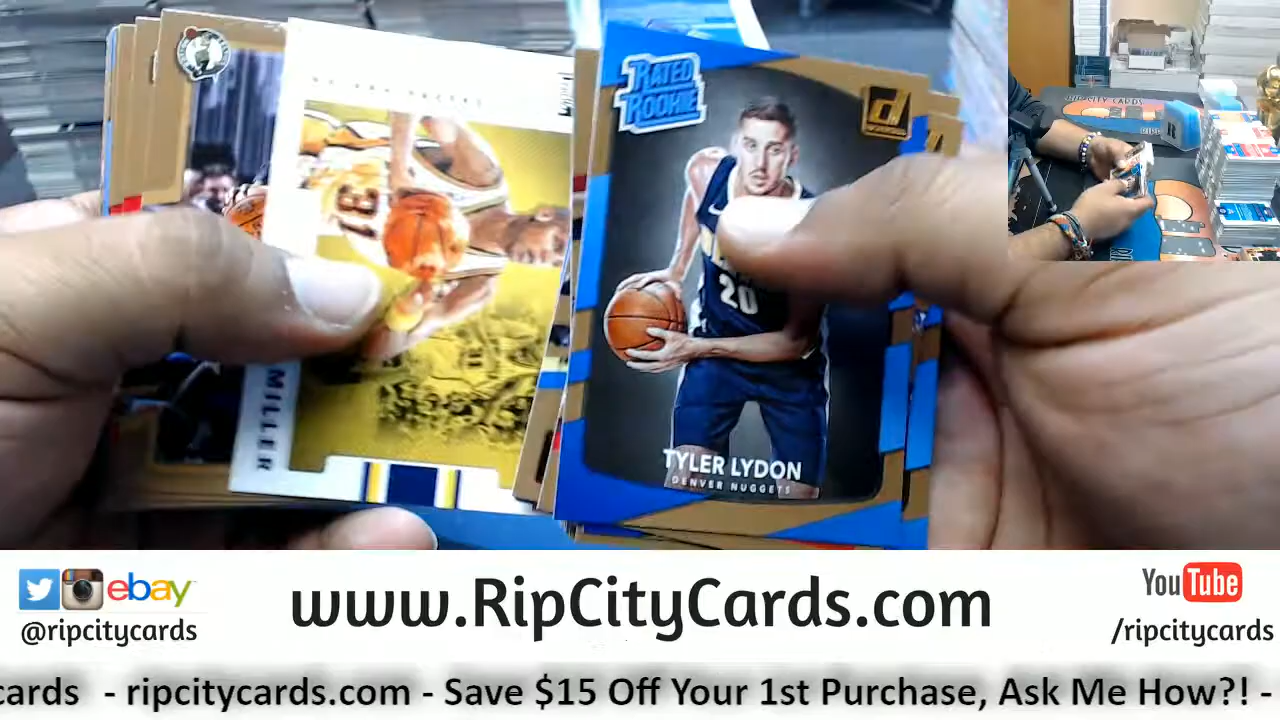 RATED
ROOKIE
31
20
MILLER
TYLER LYDON
DENVER NUGGETS
RIP CITY CARDS
ebay
@ripcitycards
www.RipCityCards.com
YouTube
/ripcitycards
cards - ripcitycards.com - Save $15 Off Your 1st Purchase, Ask Me How?! -